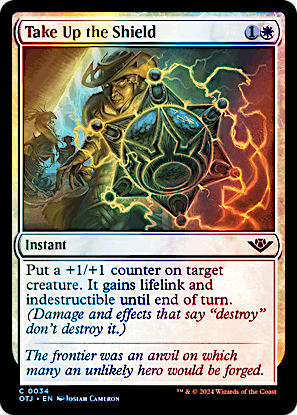 Take Up the Shield 1
Instant
Put a +1/+1 counter on target
creature. It gains lifelink and
indestructible until end of turn.
(Damage and effects that say “destroy”
don’t destroy it.)
The frontier was an anvil on which
many an unlikely hero would be forged.
C 0034
OTJ • EN Josiah Cameron
™ & © 2024 Wizards of the Coast